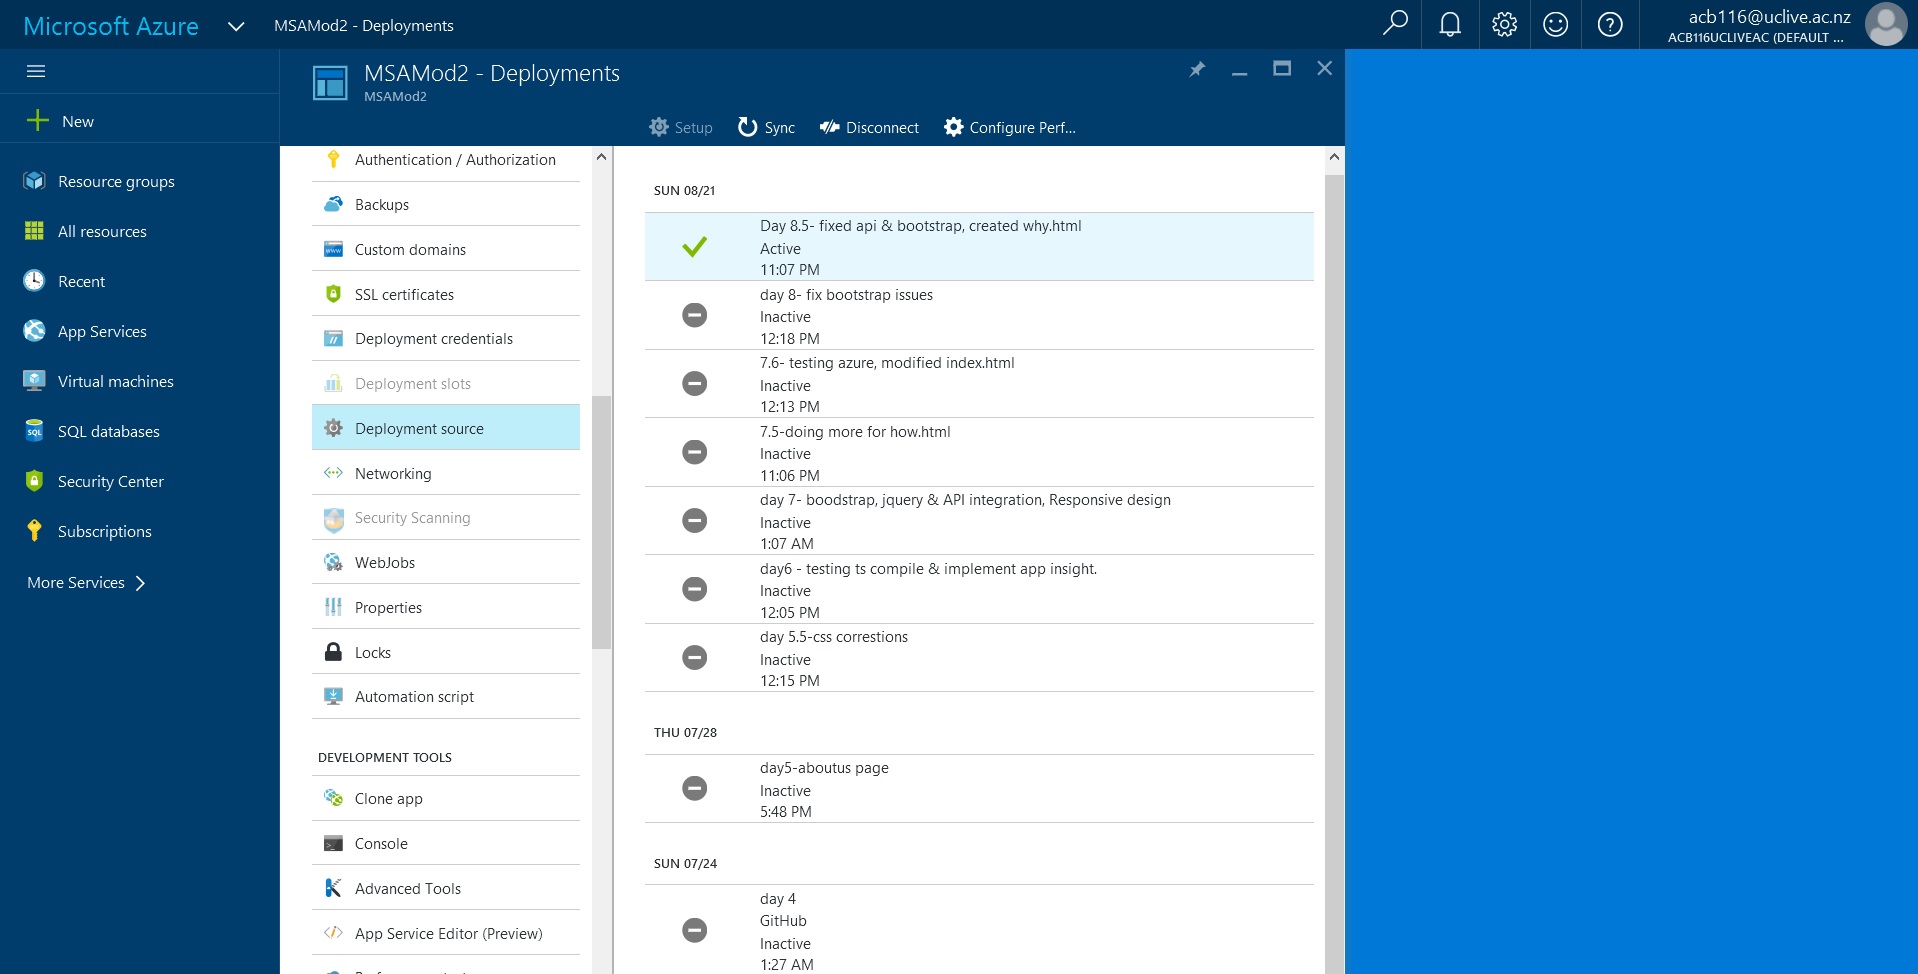 Microsoft Azure
MSAMod2 - Deployments
acb116@uclive.ac.nz
ACB116UCLIVEAC (DEFAULT ...
New
Resource groups
All resources
Recent
App Services
Virtual machines
SQL
SQL databases
Security Center
Subscriptions
More Services
MSAMod2 - Deployments
MSAMod2
Setup
Sync
Disconnect
Configure Perf...
Authentication / Authorization
Backups
www
Custom domains
SSL certificates
Deployment credentials
Deployment slots
Deployment source
Networking
Security Scanning
WebJobs
Properties
Locks
Automation script
DEVELOPMENT TOOLS
Clone app
Console
Advanced Tools
App Service Editor (Preview)
SUN 08/21
Day 8.5- fixed api & bootstrap, created why.html
Active
11:07 PM
day 8- fix bootstrap issues
Inactive
12:18 PM
7.6- testing azure, modified index.html
Inactive
12:13 PM
7.5-doing more for how.html
Inactive
11:06 PM
day 7- boodstrap, jquery & API integration, Responsive design
Inactive
1:07 AM
day6 - testing ts compile & implement app insight.
Inactive
12:05 PM
day 5.5-css correstions
Inactive
12:15 PM
THU 07/28
day5-aboutus page
Inactive
5:48 PM
SUN 07/24
day 4
GitHub
Inactive
1:27 AM